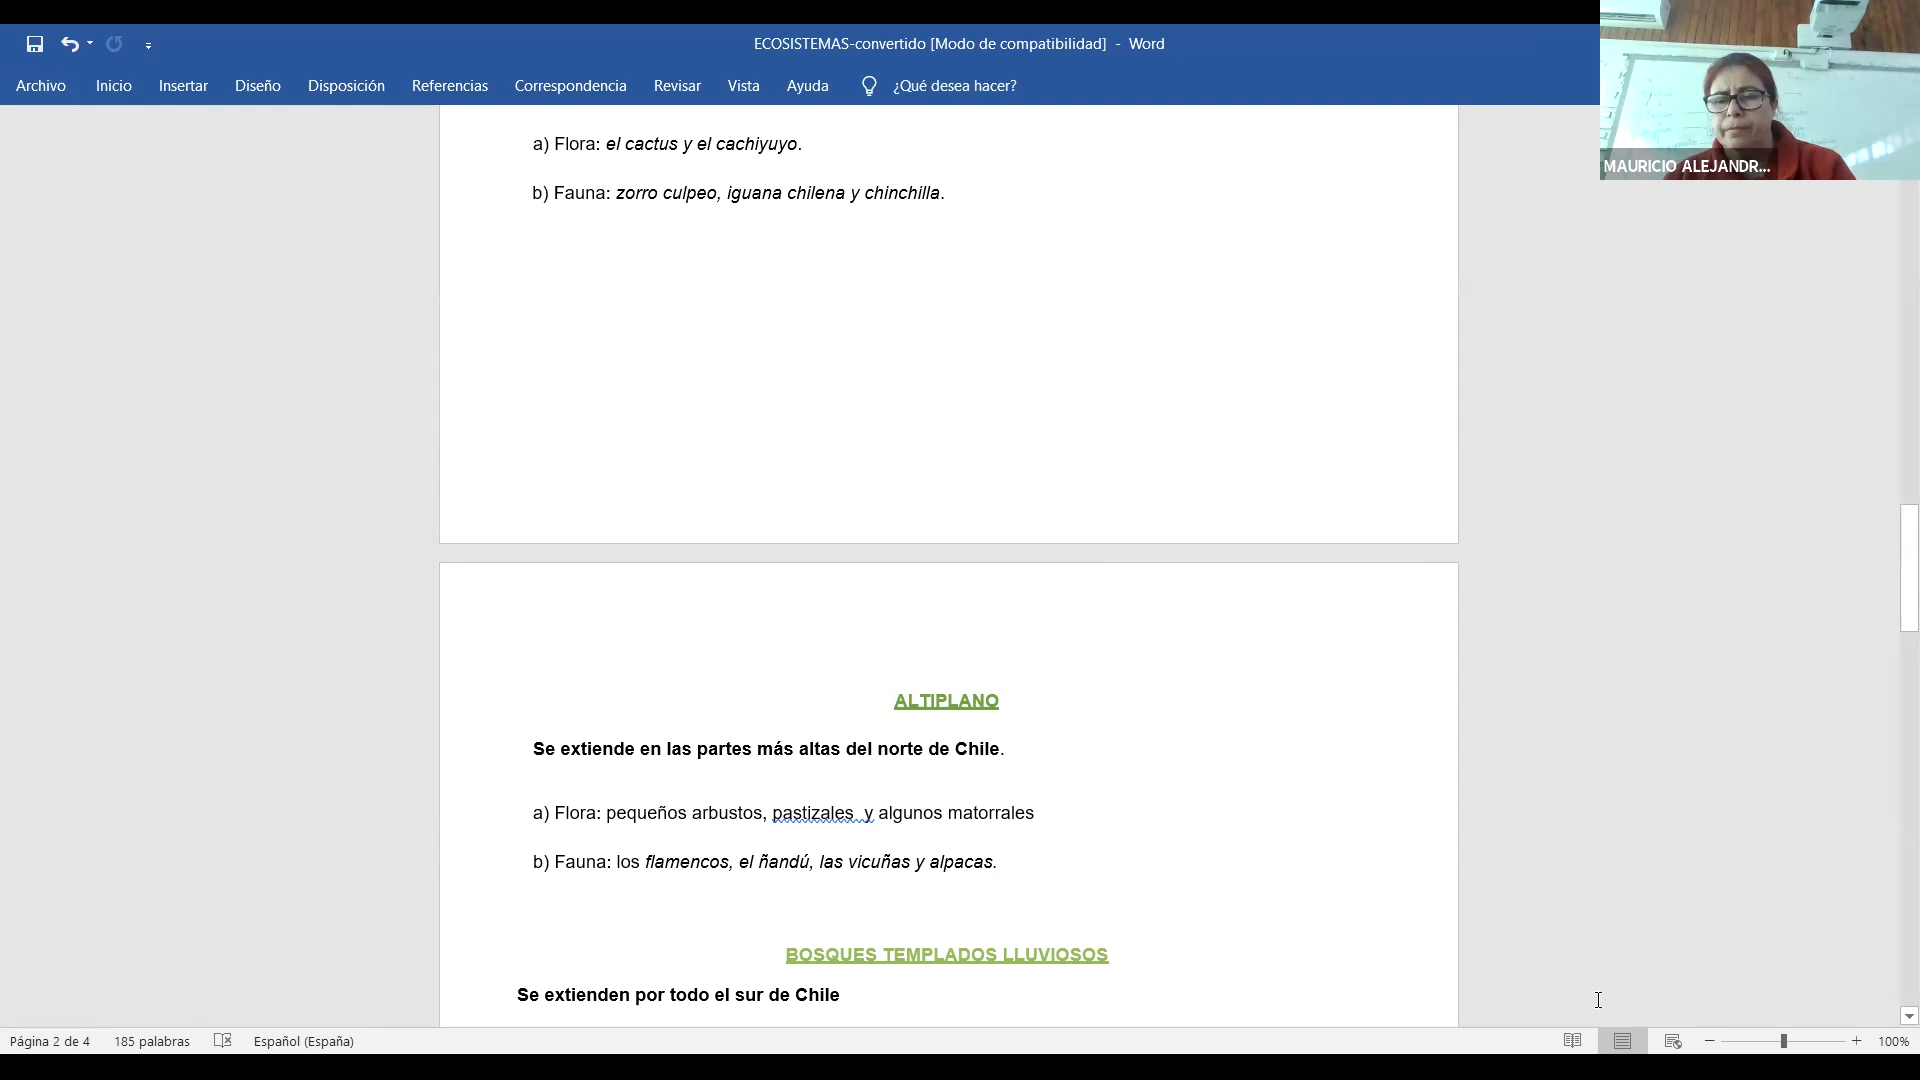 ECOSISTEMAS-convertido [Modo de compatibilidad] - Word
Archivo Inicio Insertar Diseño Disposición Referencias Correspondencia Revisar Vista Ayuda ¿Qué desea hacer?
MAURICIO ALEJANDR...
a) Flora: el cactus y el cachiyuyo.
b) Fauna: zorro culpeo, iguana chilena y chinchilla.
ALTIPLANO
Se extiende en las partes más altas del norte de Chile.
a) Flora: pequeños arbustos, pastizales  y algunos matorrales
b) Fauna: los flamencos, el ñandú, las vicuñas y alpacas.
BOSQUES TEMPLADOS LLUVIOSOS
Se extienden por todo el sur de Chile
Página 2 de 4 185 palabras Español (España) 100%